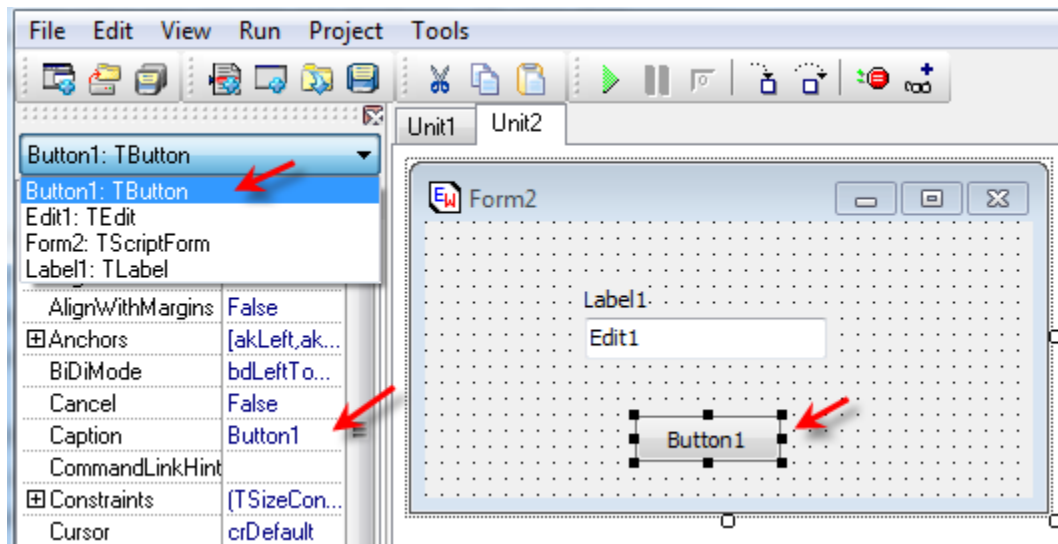 File Edit View Run Project Tools
Unit1 Unit2
Button1: TButton
Button1: TButton
Edit1: TEdit
Form2: TScriptForm
Label1: TLabel
AlignWithMargins False
Anchors [akLeft,ak...
BiDiMode bdLeftTo...
Cancel False
Caption Button1
CommandLinkHint
Constraints (TSizeCon...
Cursor crDefault
EW Form2
Label1
Edit1
Button1